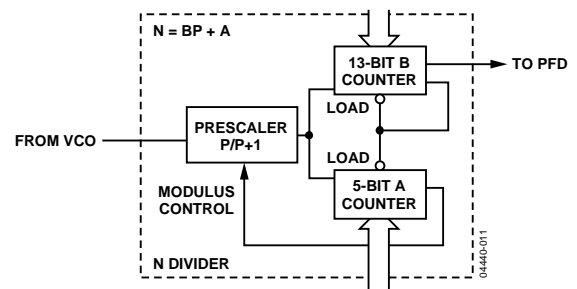 N = BP + A
13-BIT B
COUNTER
TO PFD
LOAD
PRESCALER
P/P+1
FROM VCO
LOAD
MODULUS
CONTROL
5-BIT A
COUNTER
N DIVIDER
04440-011